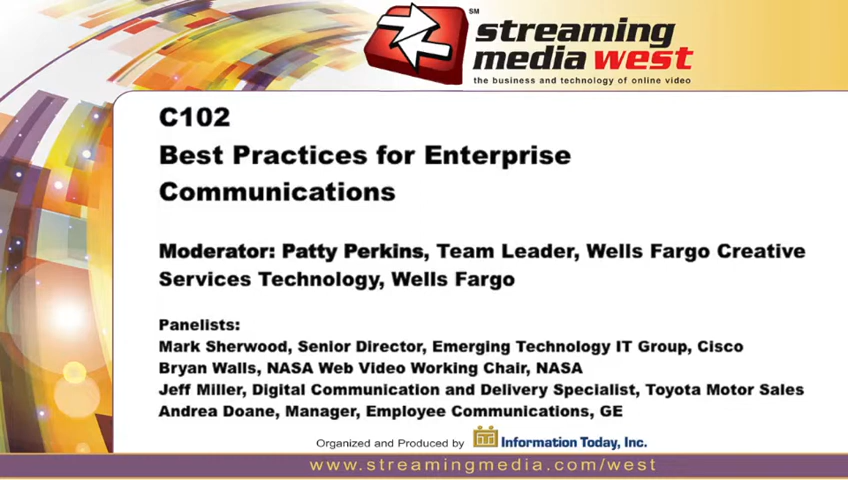 SM
streaming
media west
the business and technology of online video
C102
Best Practices for Enterprise
Communications
Moderator: Patty Perkins, Team Leader, Wells Fargo Creative
Services Technology, Wells Fargo
Panelists:
Mark Sherwood, Senior Director, Emerging Technology IT Group, Cisco
Bryan Walls, NASA Web Video Working Chair, NASA
Jeff Miller, Digital Communication and Delivery Specialist, Toyota Motor Sales
Andrea Doane, Manager, Employee Communications, GE
Organized and Produced by Information Today, Inc.
www.streamingmedia.com/west